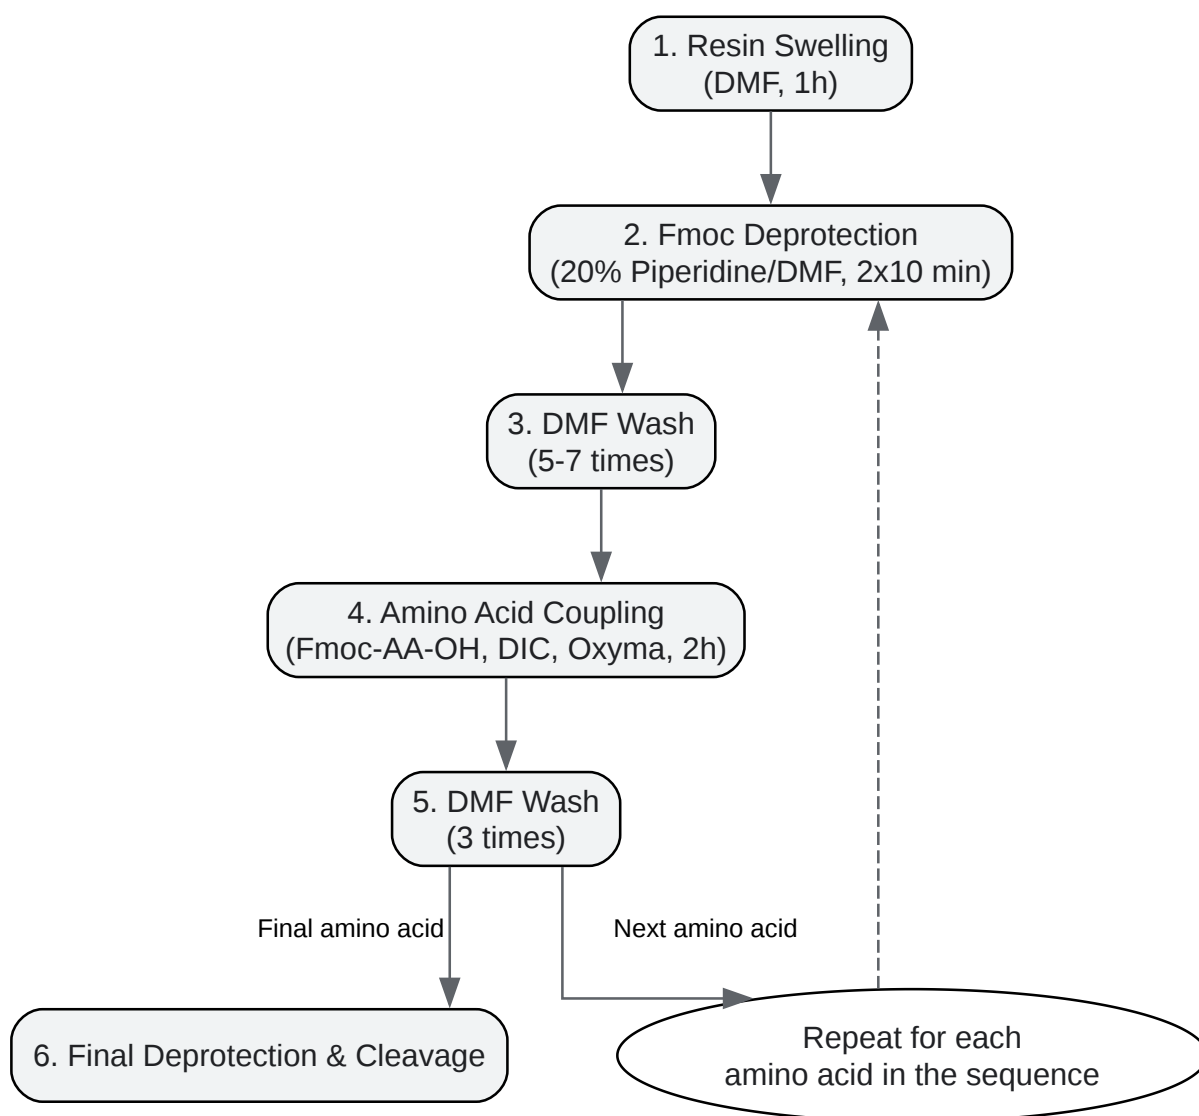 1. Resin Swelling
(DMF, 1h)
2. Fmoc Deprotection
(20% Piperidine/DMF, 2x10 min)
3. DMF Wash
(5-7 times)
4. Amino Acid Coupling
(Fmoc-AA-OH, DIC, Oxyma, 2h)
5. DMF Wash
(3 times)
Final amino acid
Next amino acid
6. Final Deprotection & Cleavage
Repeat for each
amino acid in the sequence